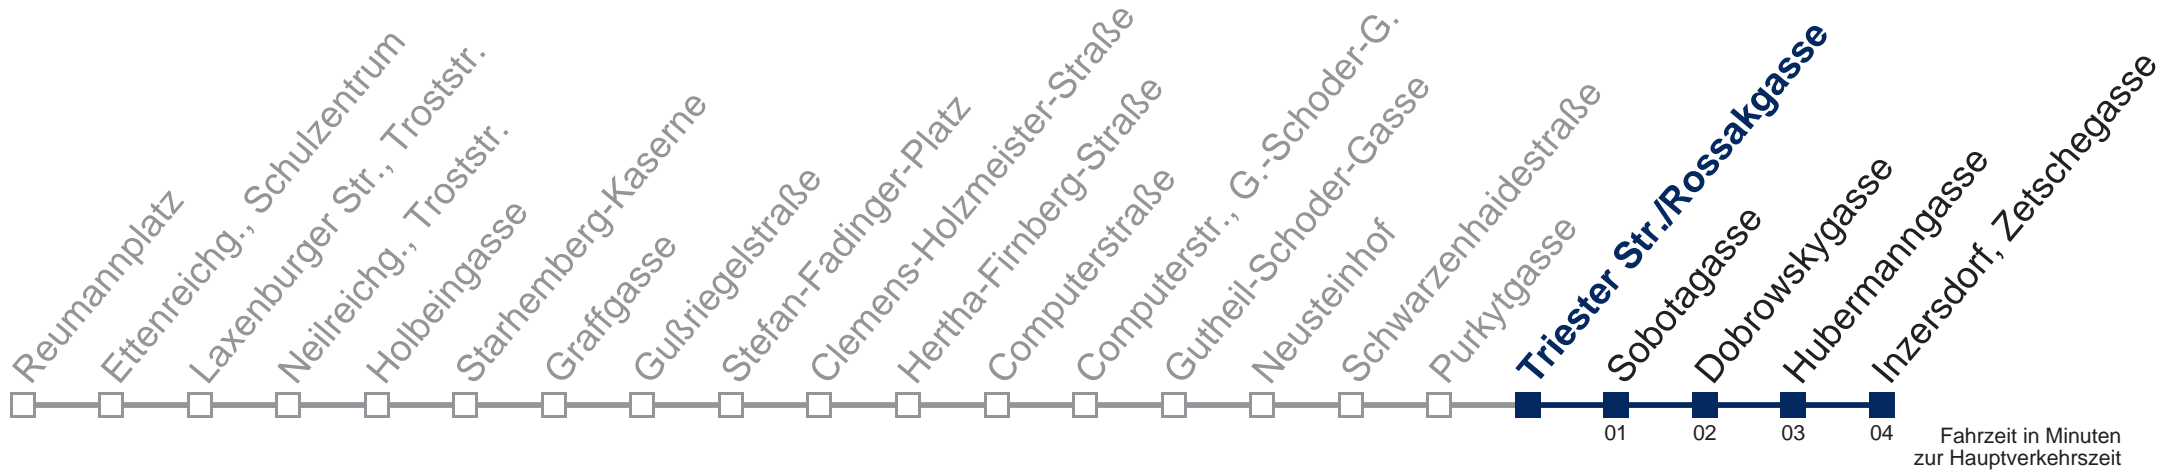 Reumannplatz
Ettenreichg., Schulzentrum
Laxenburger Str., Troststr.
Neilreichg., Troststr.
Holbeingasse
Starhemberg-Kaserne
Graffgasse
Gußriegelstraße
Stefan-Fadinger-Platz
Clemens-Holzmeister-Straße
Hertha-Firnberg-Straße
Computerstraße
Computerstr., G.-Schoder-G.
Gutheil-Schoder-Gasse
Neusteinhof
Schwarzenhaidestraße
Purkytgasse
Triester Str./Rossakgasse
Sobotagasse
Dobrowskygasse
Hubermanngasse
Inzersdorf, Zetschegasse
01 02 03 04
Fahrzeit in Minuten
zur Hauptverkehrszeit